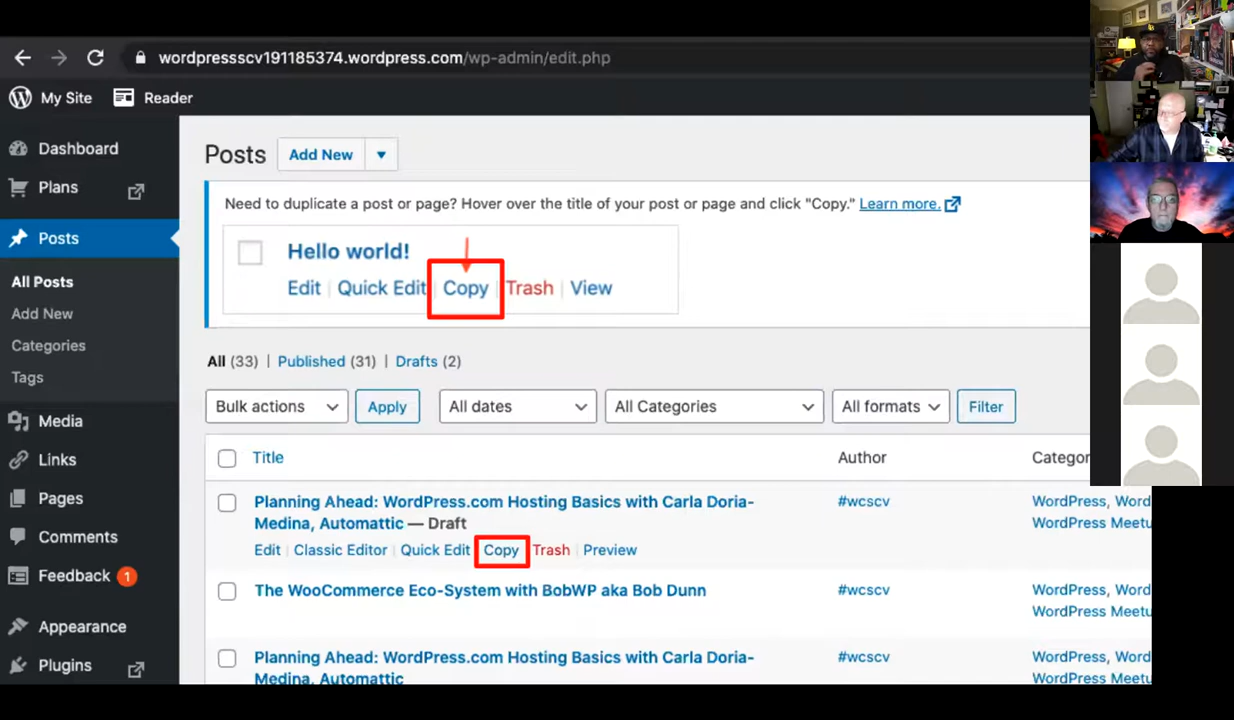 wordpressscv191185374.wordpress.com/wp-admin/edit.php
My Site Reader
Dashboard
Plans
Posts
All Posts
Add New
Categories
Tags
Media
Links
Pages
Comments
Feedback 1
Appearance
Plugins
Posts Add New
Need to duplicate a post or page? Hover over the title of your post or page and click "Copy." Learn more.
Hello world!
Edit | Quick Edit | Copy | Trash | View
All (33) | Published (31) | Drafts (2)
Bulk actions Apply All dates All Categories All formats Filter
Title Author Categor
Planning Ahead: WordPress.com Hosting Basics with Carla Doria- #wcscv WordPress, Word
Medina, Automattic — Draft WordPress Meetu
Edit | Classic Editor | Quick Edit | Copy | Trash | Preview
The WooCommerce Eco-System with BobWP aka Bob Dunn #wcscv WordPress, Word
WordPress Meetu
Planning Ahead: WordPress.com Hosting Basics with Carla Doria- #wcscv WordPress, Word
Medina, Automattic WordPress Meetu